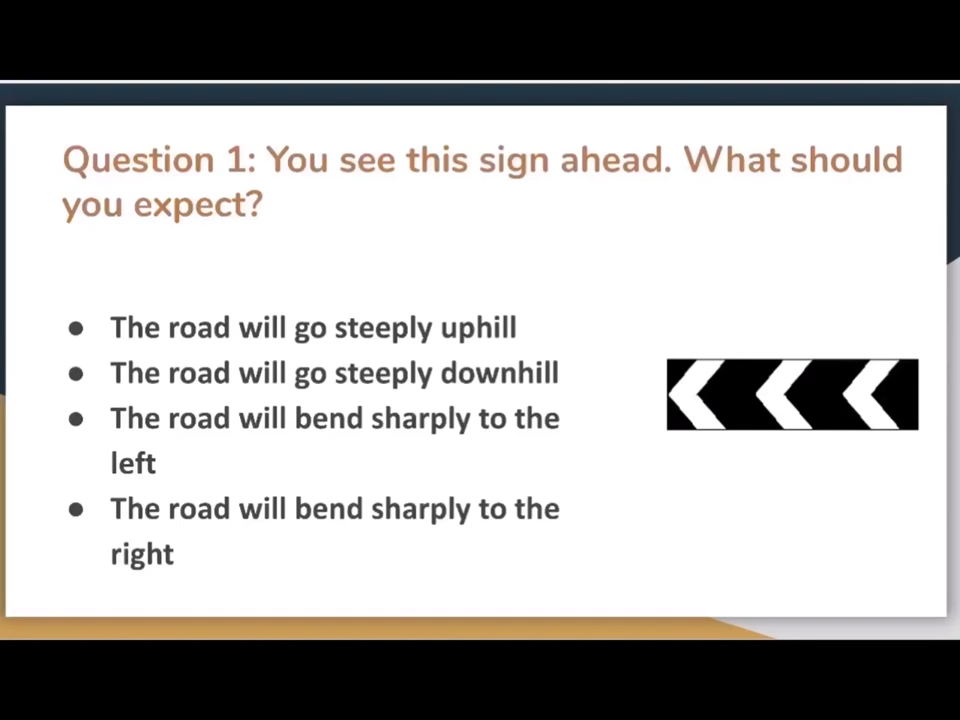 Question 1: You see this sign ahead. What should
you expect?
● The road will go steeply uphill
● The road will go steeply downhill
● The road will bend sharply to the
left
● The road will bend sharply to the
right